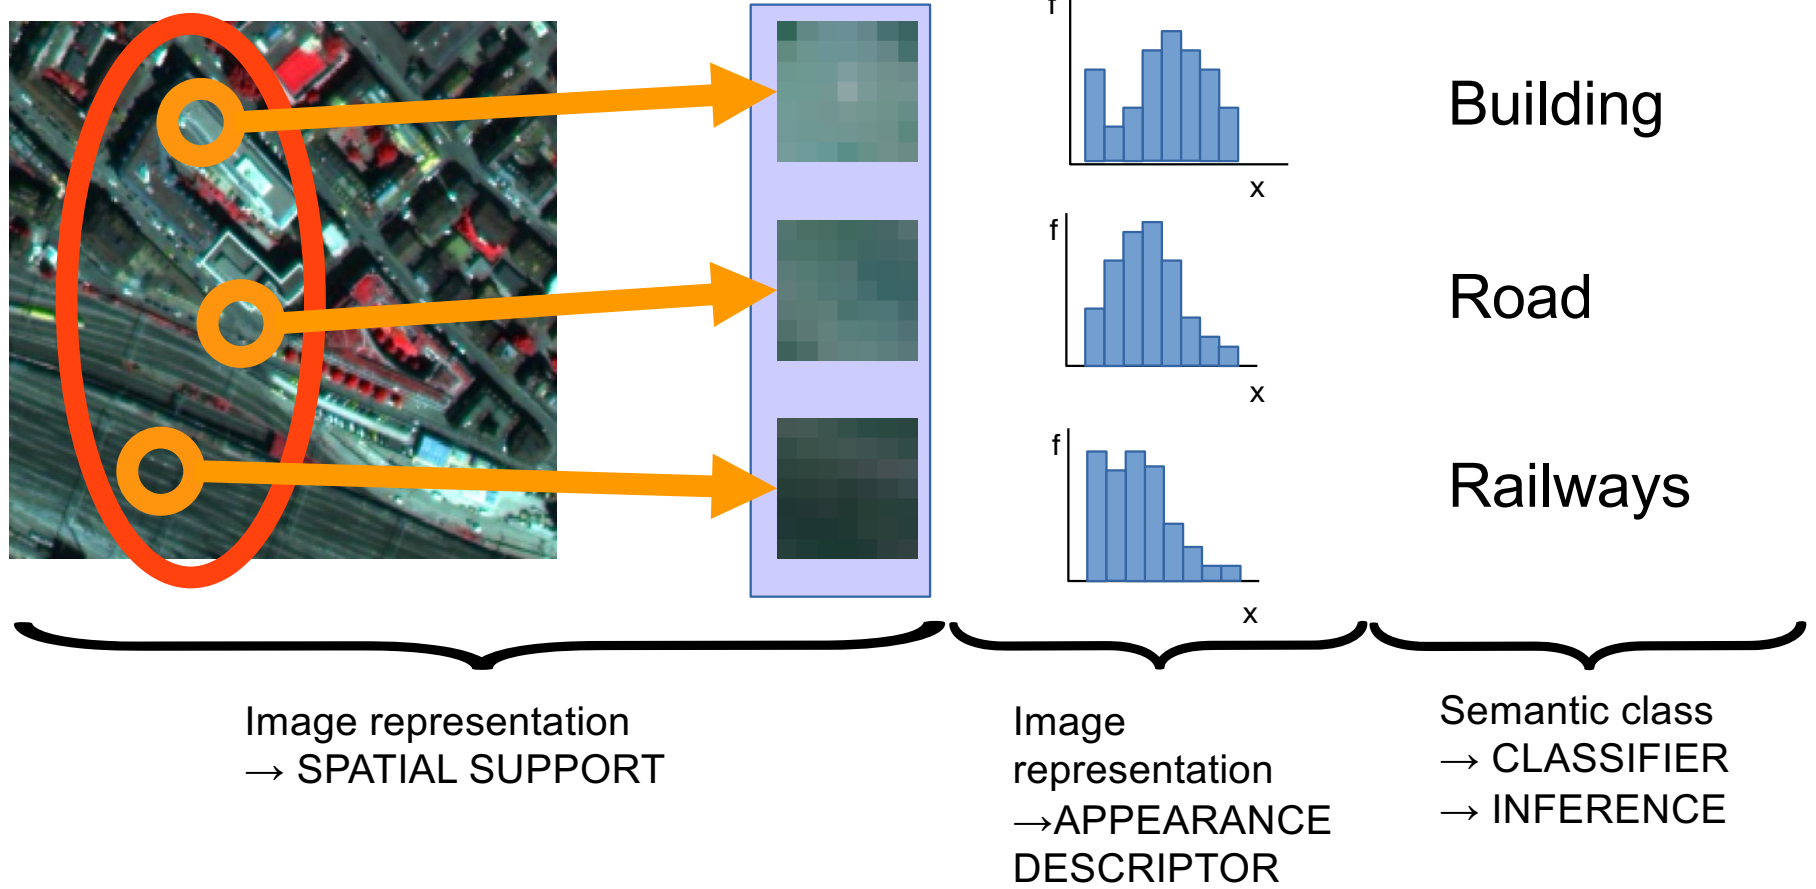 f
x
Building
f
x
Road
f
x
Railways
Image representation
→ SPATIAL SUPPORT
Image
representation
→APPEARANCE
DESCRIPTOR
Semantic class
→ CLASSIFIER
→ INFERENCE